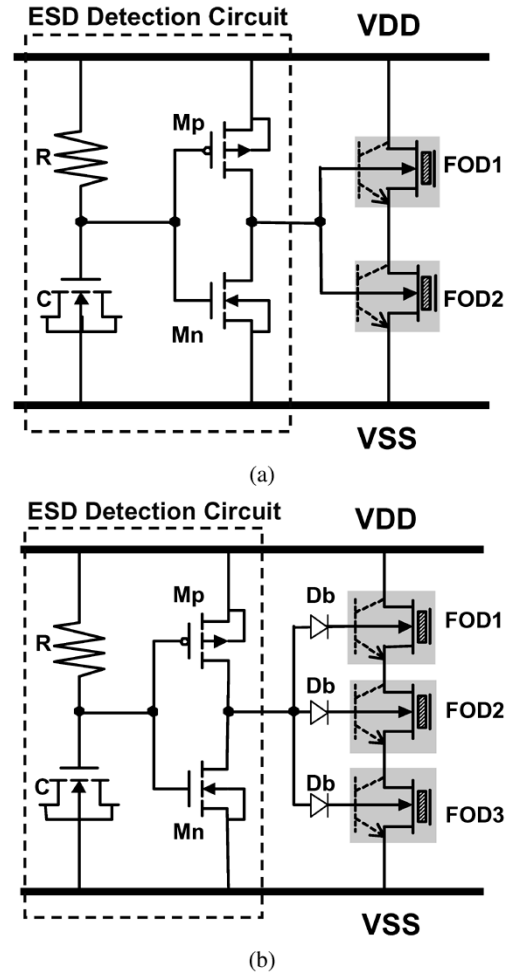 ESD Detection Circuit
VDD
Mp
R
FOD1
C
FOD2
Mn
VSS
(a)
ESD Detection Circuit
VDD
Mp
Db
FOD1
R
Db
FOD2
C
Db
FOD3
Mn
VSS
(b)